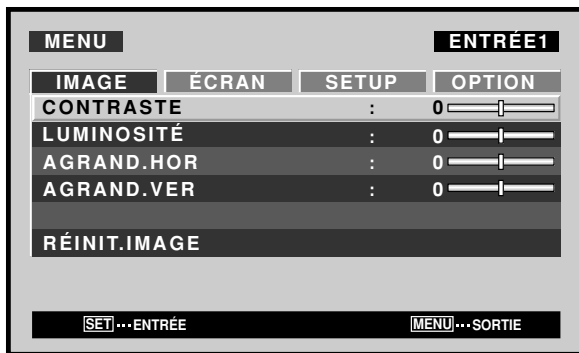 MENU ENTRÉE1
IMAGE ÉCRAN SETUP OPTION
CONTRASTE : 0
LUMINOSITÉ : 0
AGRAND.HOR : 0
AGRAND.VER : 0
RÉINIT.IMAGE
SET···ENTRÉE MENU···SORTIE